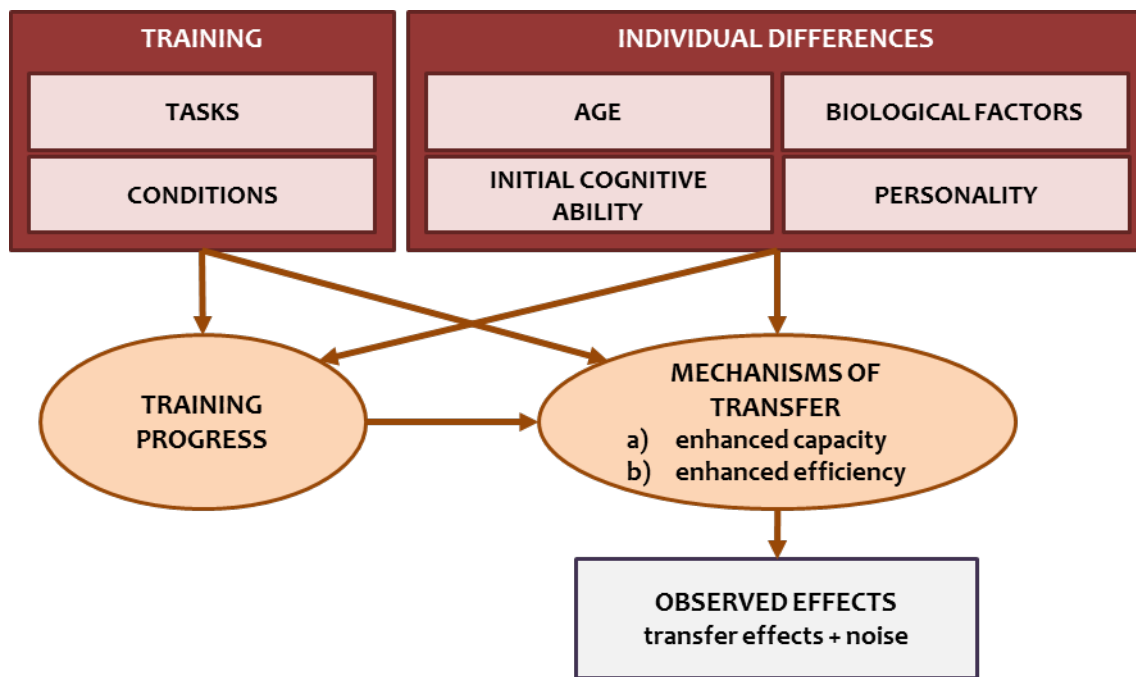 TRAINING
TASKS
CONDITIONS
INDIVIDUAL DIFFERENCES
AGE
BIOLOGICAL FACTORS
INITIAL COGNITIVE
ABILITY
PERSONALITY
TRAINING
PROGRESS
MECHANISMS OF
TRANSFER
a) enhanced capacity
b) enhanced efficiency
OBSERVED EFFECTS
transfer effects + noise